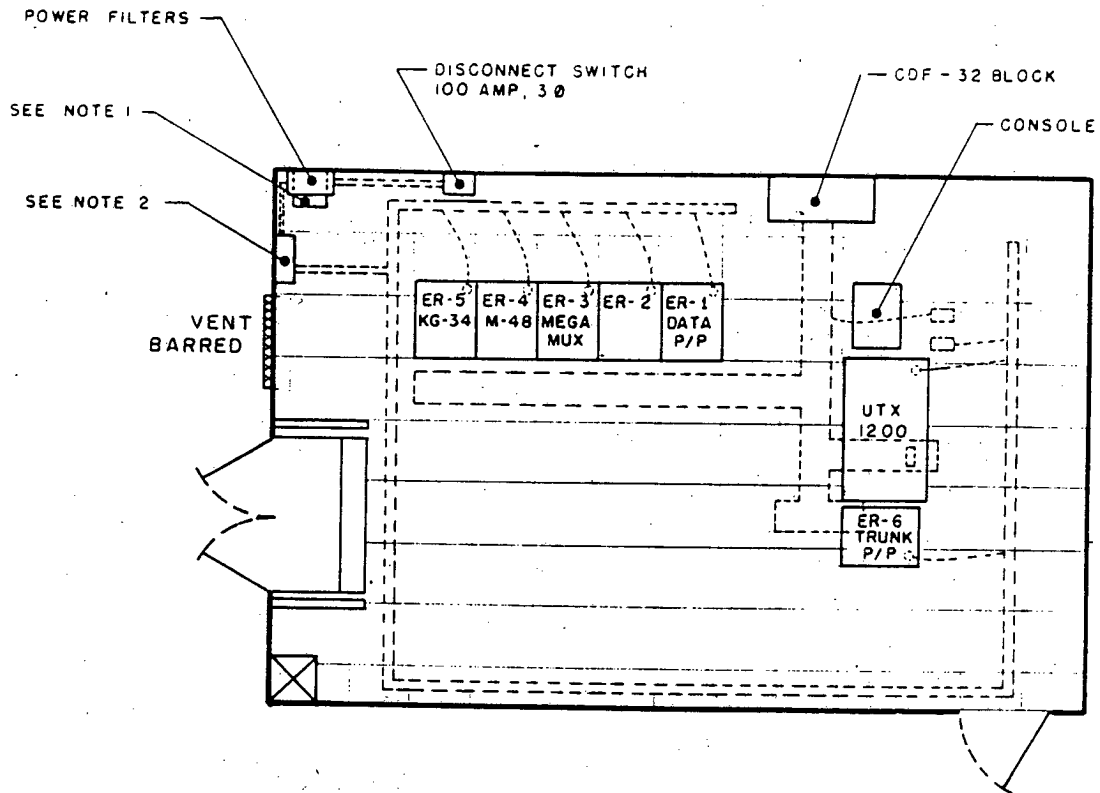 POWER FILTERS
DISCONNECT SWITCH
100 AMP, 3Ø
CDF-32 BLOCK
SEE NOTE 1
CONSOLE
SEE NOTE 2
VENT
BARRED
ER-5
KG-34
ER-4
M-48
ER-3
MEGA
MUX
ER-2
ER-1
DATA
P/P
UTX
1200
ER-6
TRUNK
P/P